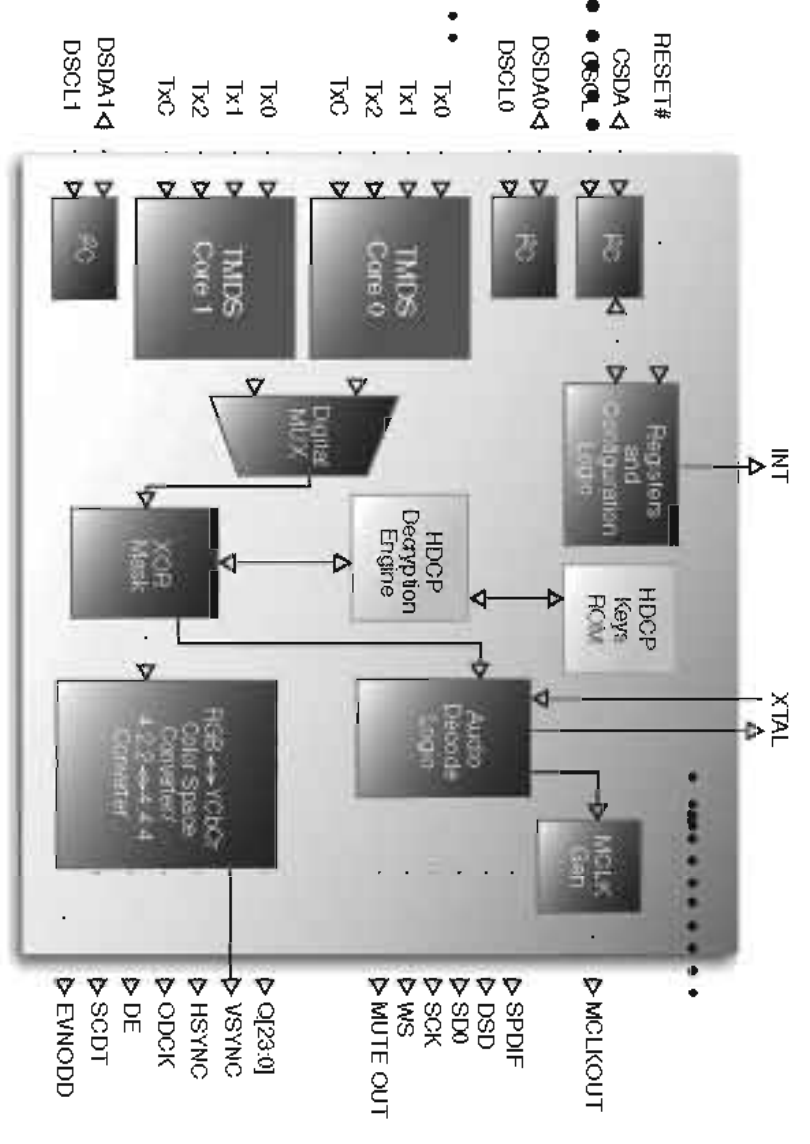 RESET#
CSDA
CSCL
DSDA0
DSCL0
Tx0
Tx1
Tx2
TxC
Tx0
Tx1
Tx2
TxC
DSDA1
DSCL1
I²C
I²C
TMDS
Core 0
TMDS
Core 1
I²C
INT
Registers
and
Configuration
Logic
Digital
MUX
HDCP
Keys
ROM
HDCP
Decryption
Engine
XOR
Mask
XTAL
Audio
Decode
Logic
MCLK
Gen
RGB ↔ YCbCr
Color Space
Converter/
4:2:2 ↔ 4:4:4
Converter
MCLKOUT
SPDIF
DSD
SD0
SCK
WS
MUTE OUT
Q[23:0]
VSYNC
HSYNC
ODCK
DE
SCDT
EVNODD